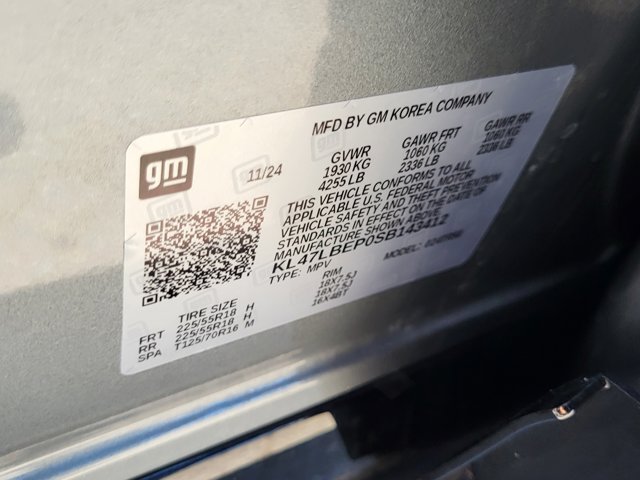 MFD BY GM KOREA COMPANY
gm
11/24
GVWR
1930 KG
4255 LB
GAWR FRT
1060 KG
2336 LB
GAWR RR
1060 KG
2336 LB
THIS VEHICLE CONFORMS TO ALL
APPLICABLE U.S. FEDERAL MOTOR
VEHICLE SAFETY AND THEFT PREVENTION
STANDARDS IN EFFECT ON THE DATE OF
MANUFACTURE SHOWN ABOVE.
KL47LBEP0SB143412
TYPE: MPV
MODEL:
TIRE SIZE
RIM
FRT 225/55R18 H 18X7.5J
RR 225/55R18 H 18X7.5J
SPA T125/70R16 M 16X4BT